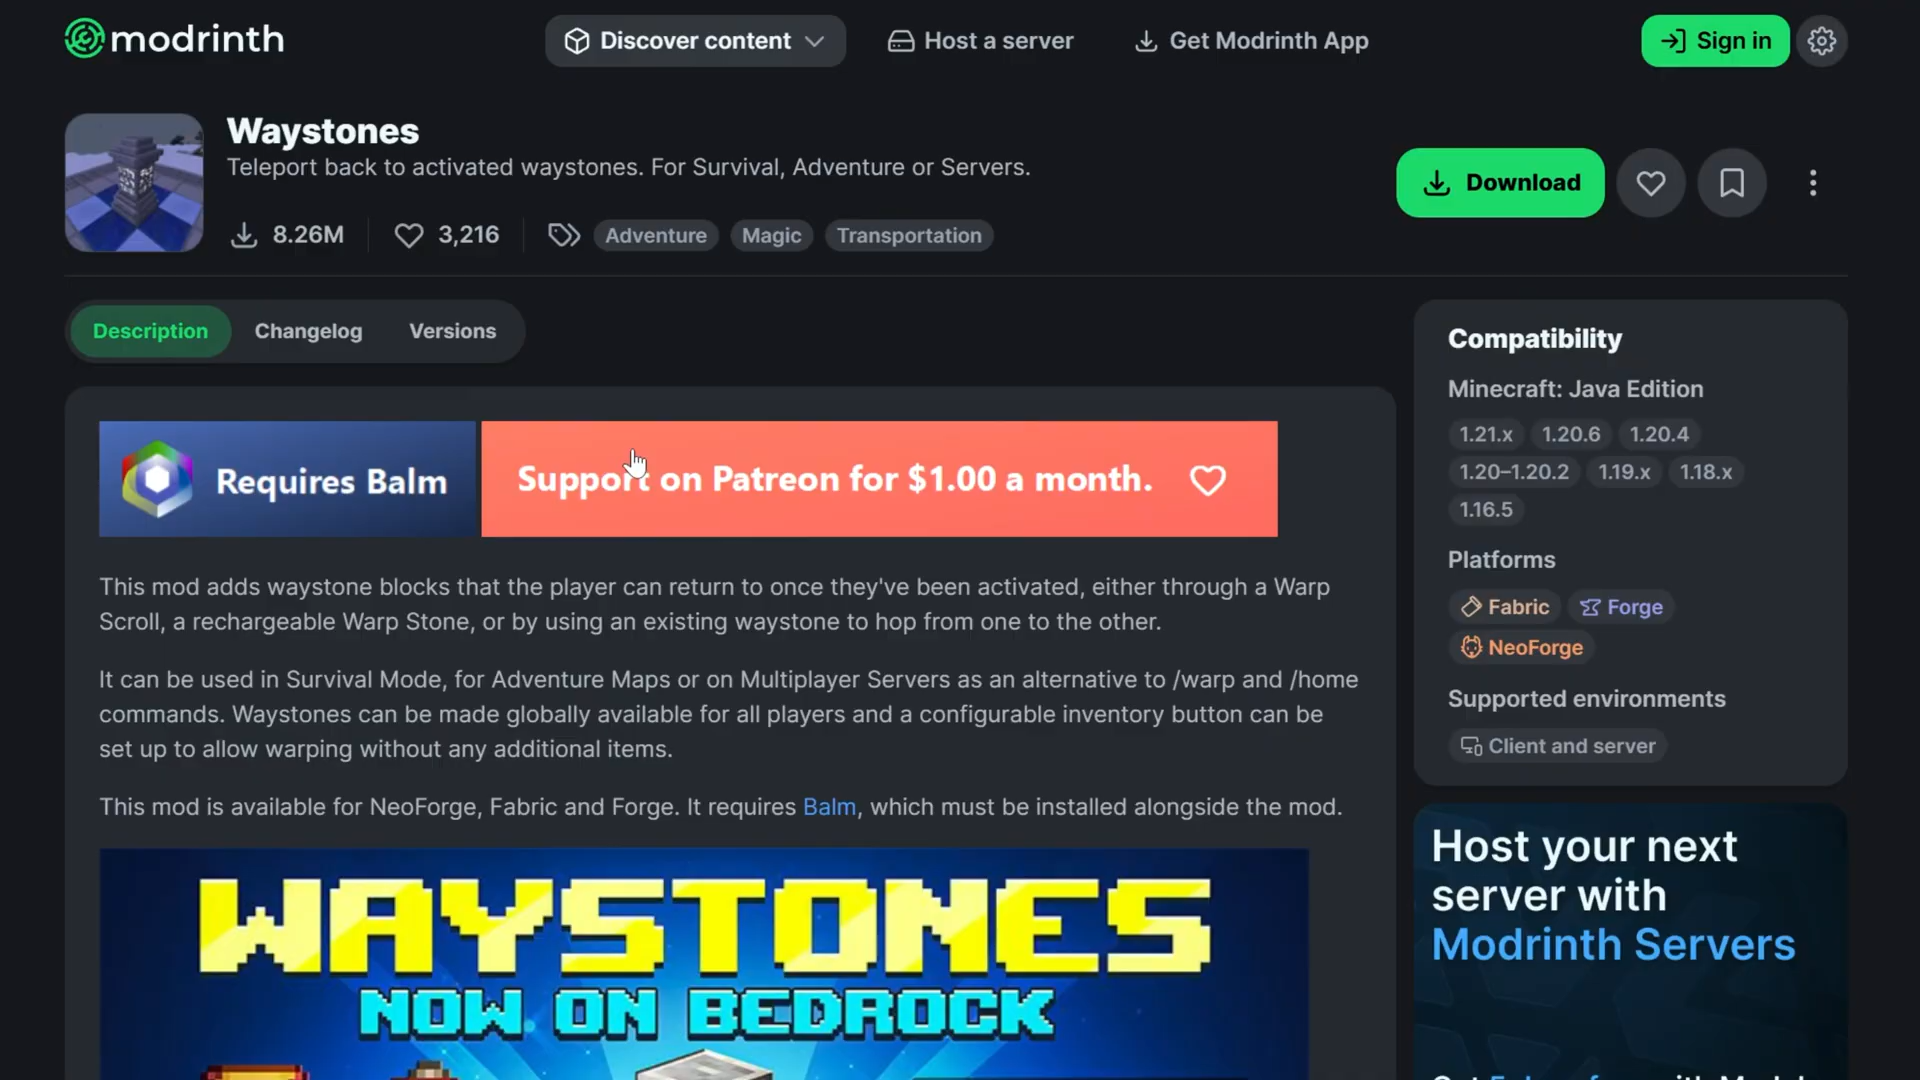 modrinth
Discover content
Host a server
Get Modrinth App
Sign in
Waystones
Teleport back to activated waystones. For Survival, Adventure or Servers.
8.26M
3,216
Adventure
Magic
Transportation
Download
Description
Changelog
Versions
Requires Balm
Support on Patreon for $1.00 a month.
This mod adds waystone blocks that the player can return to once they've been activated, either through a Warp
Scroll, a rechargeable Warp Stone, or by using an existing waystone to hop from one to the other.
It can be used in Survival Mode, for Adventure Maps or on Multiplayer Servers as an alternative to /warp and /home
commands. Waystones can be made globally available for all players and a configurable inventory button can be
set up to allow warping without any additional items.
This mod is available for NeoForge, Fabric and Forge. It requires Balm, which must be installed alongside the mod.
WAYSTONES
NOW ON BEDROCK
Compatibility
Minecraft: Java Edition
1.21.x 1.20.6 1.20.4
1.20–1.20.2 1.19.x 1.18.x
1.16.5
Platforms
Fabric Forge
NeoForge
Supported environments
Client and server
Host your next
server with
Modrinth Servers